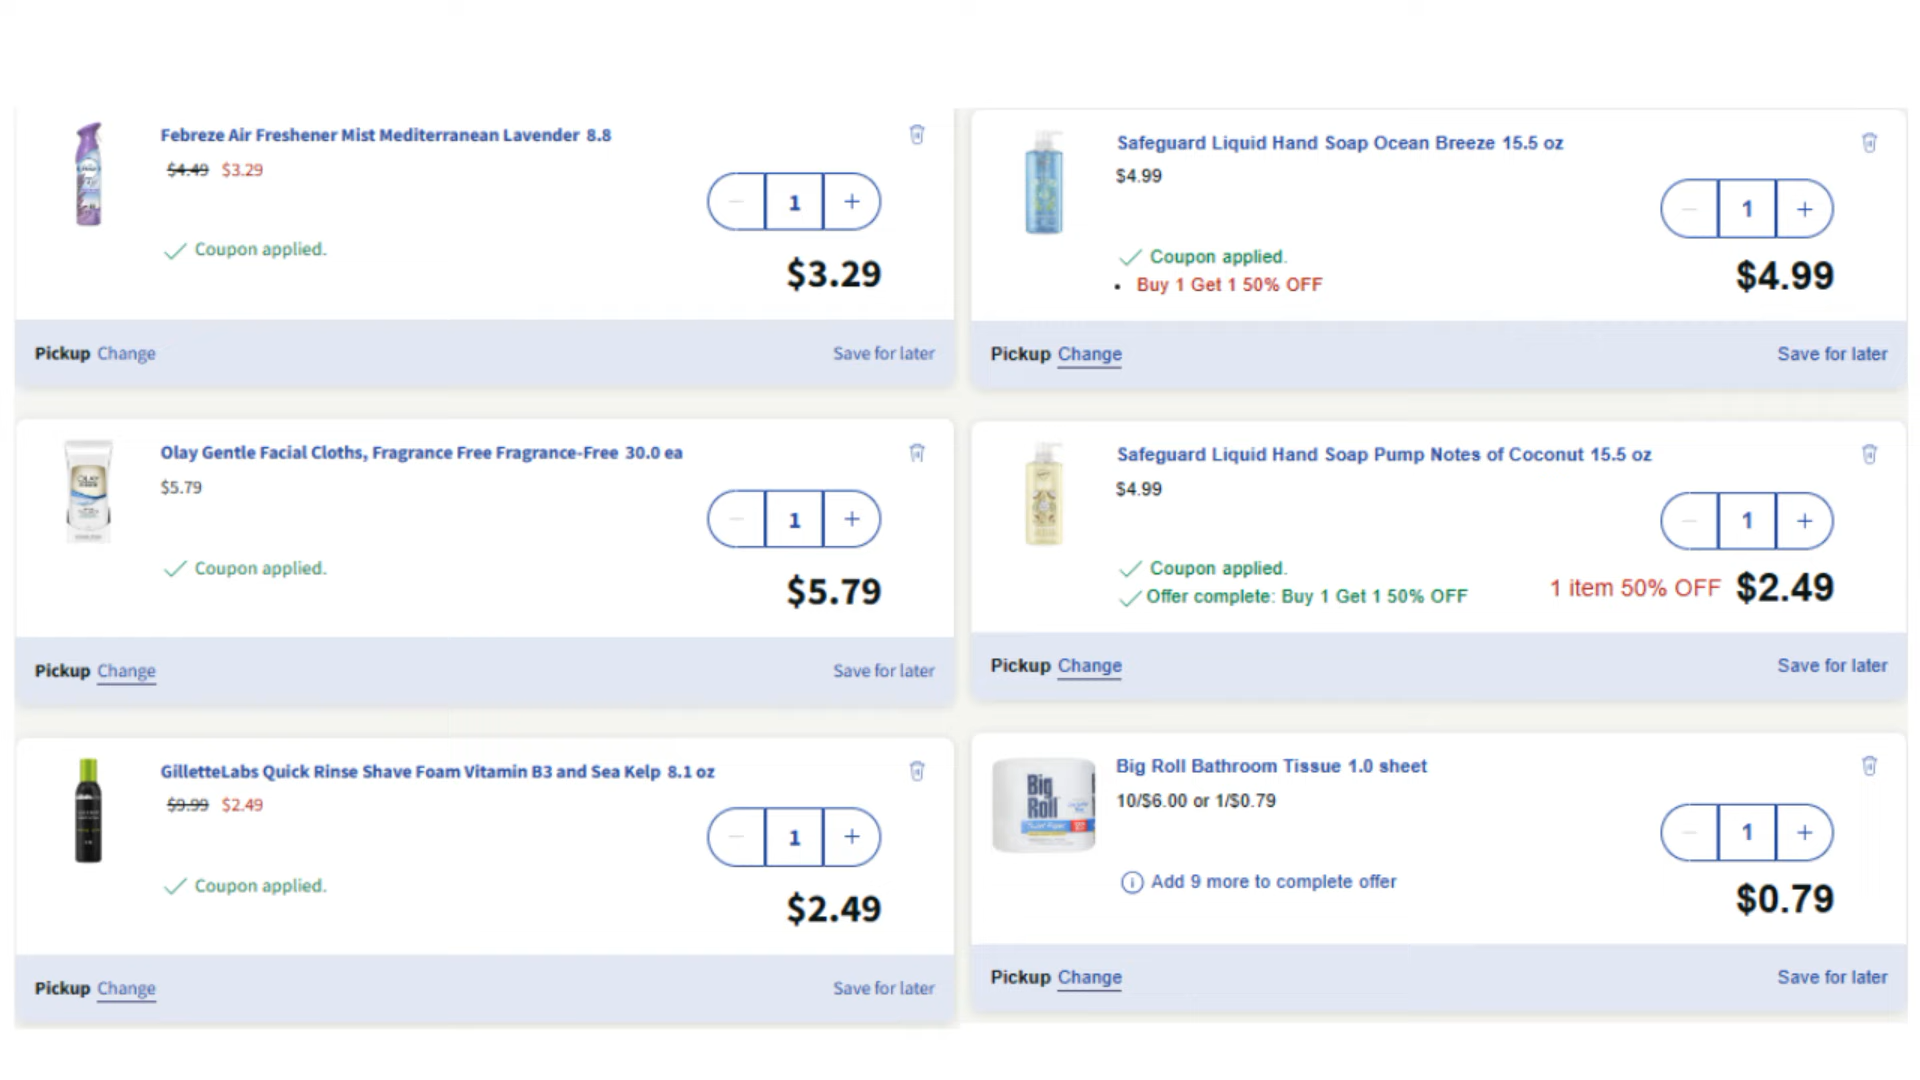 Febreze Air Freshener Mist Mediterranean Lavender 8.8
$4.49 $3.29
1
Coupon applied.
$3.29
Pickup Change
Save for later
Olay Gentle Facial Cloths, Fragrance Free Fragrance-Free 30.0 ea
$5.79
1
Coupon applied.
$5.79
Pickup Change
Save for later
GilletteLabs Quick Rinse Shave Foam Vitamin B3 and Sea Kelp 8.1 oz
$9.99 $2.49
1
Coupon applied.
$2.49
Pickup Change
Save for later
Safeguard Liquid Hand Soap Ocean Breeze 15.5 oz
$4.99
1
Coupon applied.
• Buy 1 Get 1 50% OFF
$4.99
Pickup Change
Save for later
Safeguard Liquid Hand Soap Pump Notes of Coconut 15.5 oz
$4.99
1
Coupon applied.
Offer complete: Buy 1 Get 1 50% OFF
1 item 50% OFF $2.49
Pickup Change
Save for later
Big Roll Bathroom Tissue 1.0 sheet
Big
Roll
10/$6.00 or 1/$0.79
1
Add 9 more to complete offer
$0.79
Pickup Change
Save for later